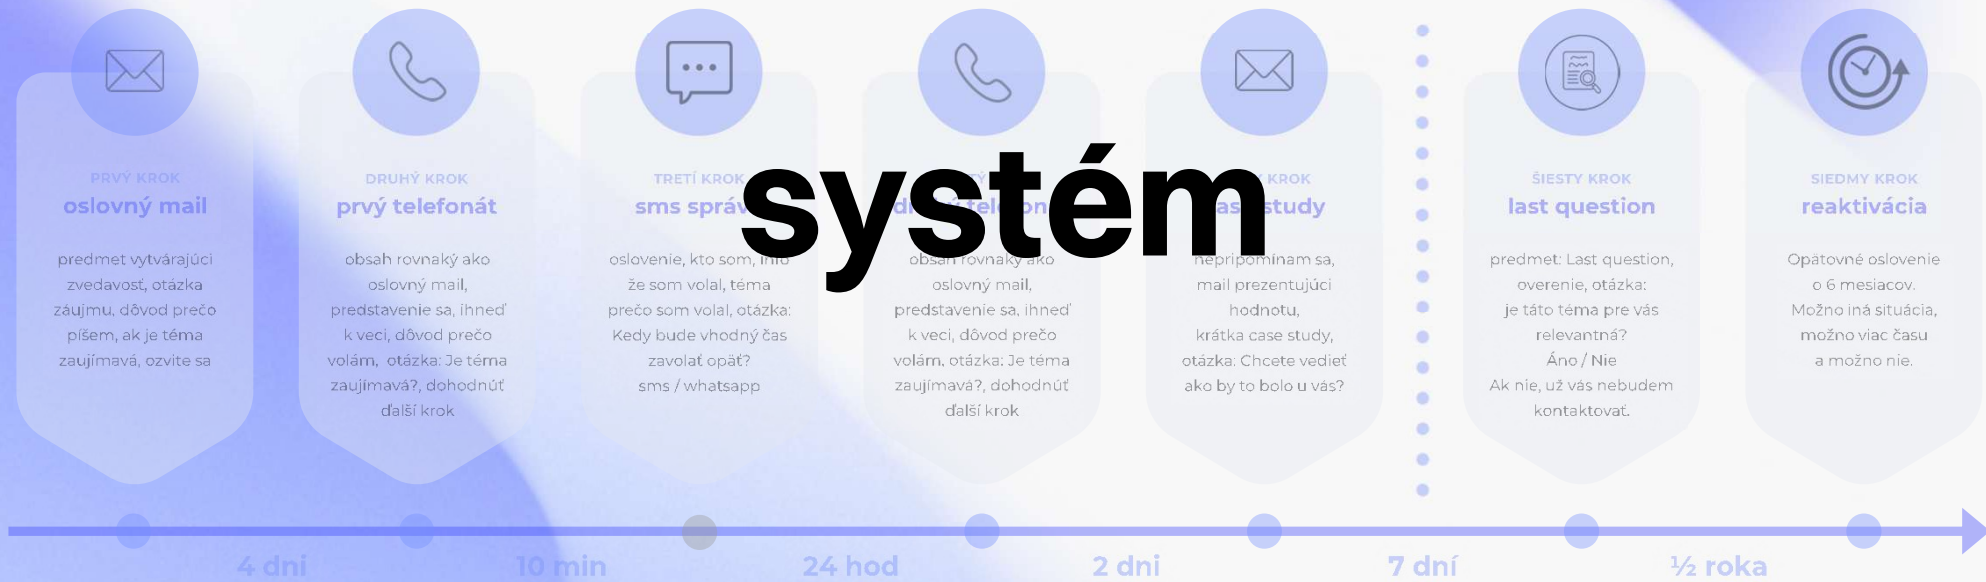 systém
PRVÝ KROK
oslovný mail
predmet vytvárajúci
zvedavosť, otázka
záujmu, dôvod prečo
píšem, ak je téma
zaujímavá, ozvite sa
DRUHÝ KROK
prvý telefonát
obsah rovnaký ako
oslovný mail,
predstavenie sa, ihneď
k veci, dôvod prečo
volám, otázka: Je téma
zaujímavá?, dohodnúť
ďalší krok
TRETÍ KROK
sms
oslovenie, kto som, info
že som volal, téma
prečo som volal, otázka:
Kedy bude vhodný čas
zavolať opäť?
sms / whatsapp
obsah rovnaký ako
oslovný mail,
predstavenie sa, ihneď
k veci, dôvod prečo
volám, otázka: Je téma
zaujímavá?, dohodnúť
ďalší krok
KROK
study
nepripomínam sa,
mail prezentujúci
hodnotu,
krátka case study,
otázka: Chcete vedieť
ako by to bolo u vás?
ŠIESTY KROK
last question
predmet: Last question,
overenie, otázka:
je táto téma pre vás
relevantná?
Áno / Nie
Ak nie, už vás nebudem
kontaktovať.
SIEDMY KROK
reaktivácia
Opätovné oslovenie
o 6 mesiacov.
Možno iná situácia,
možno viac času
a možno nie.
4 dni
10 min
24 hod
2 dni
7 dní
½ roka